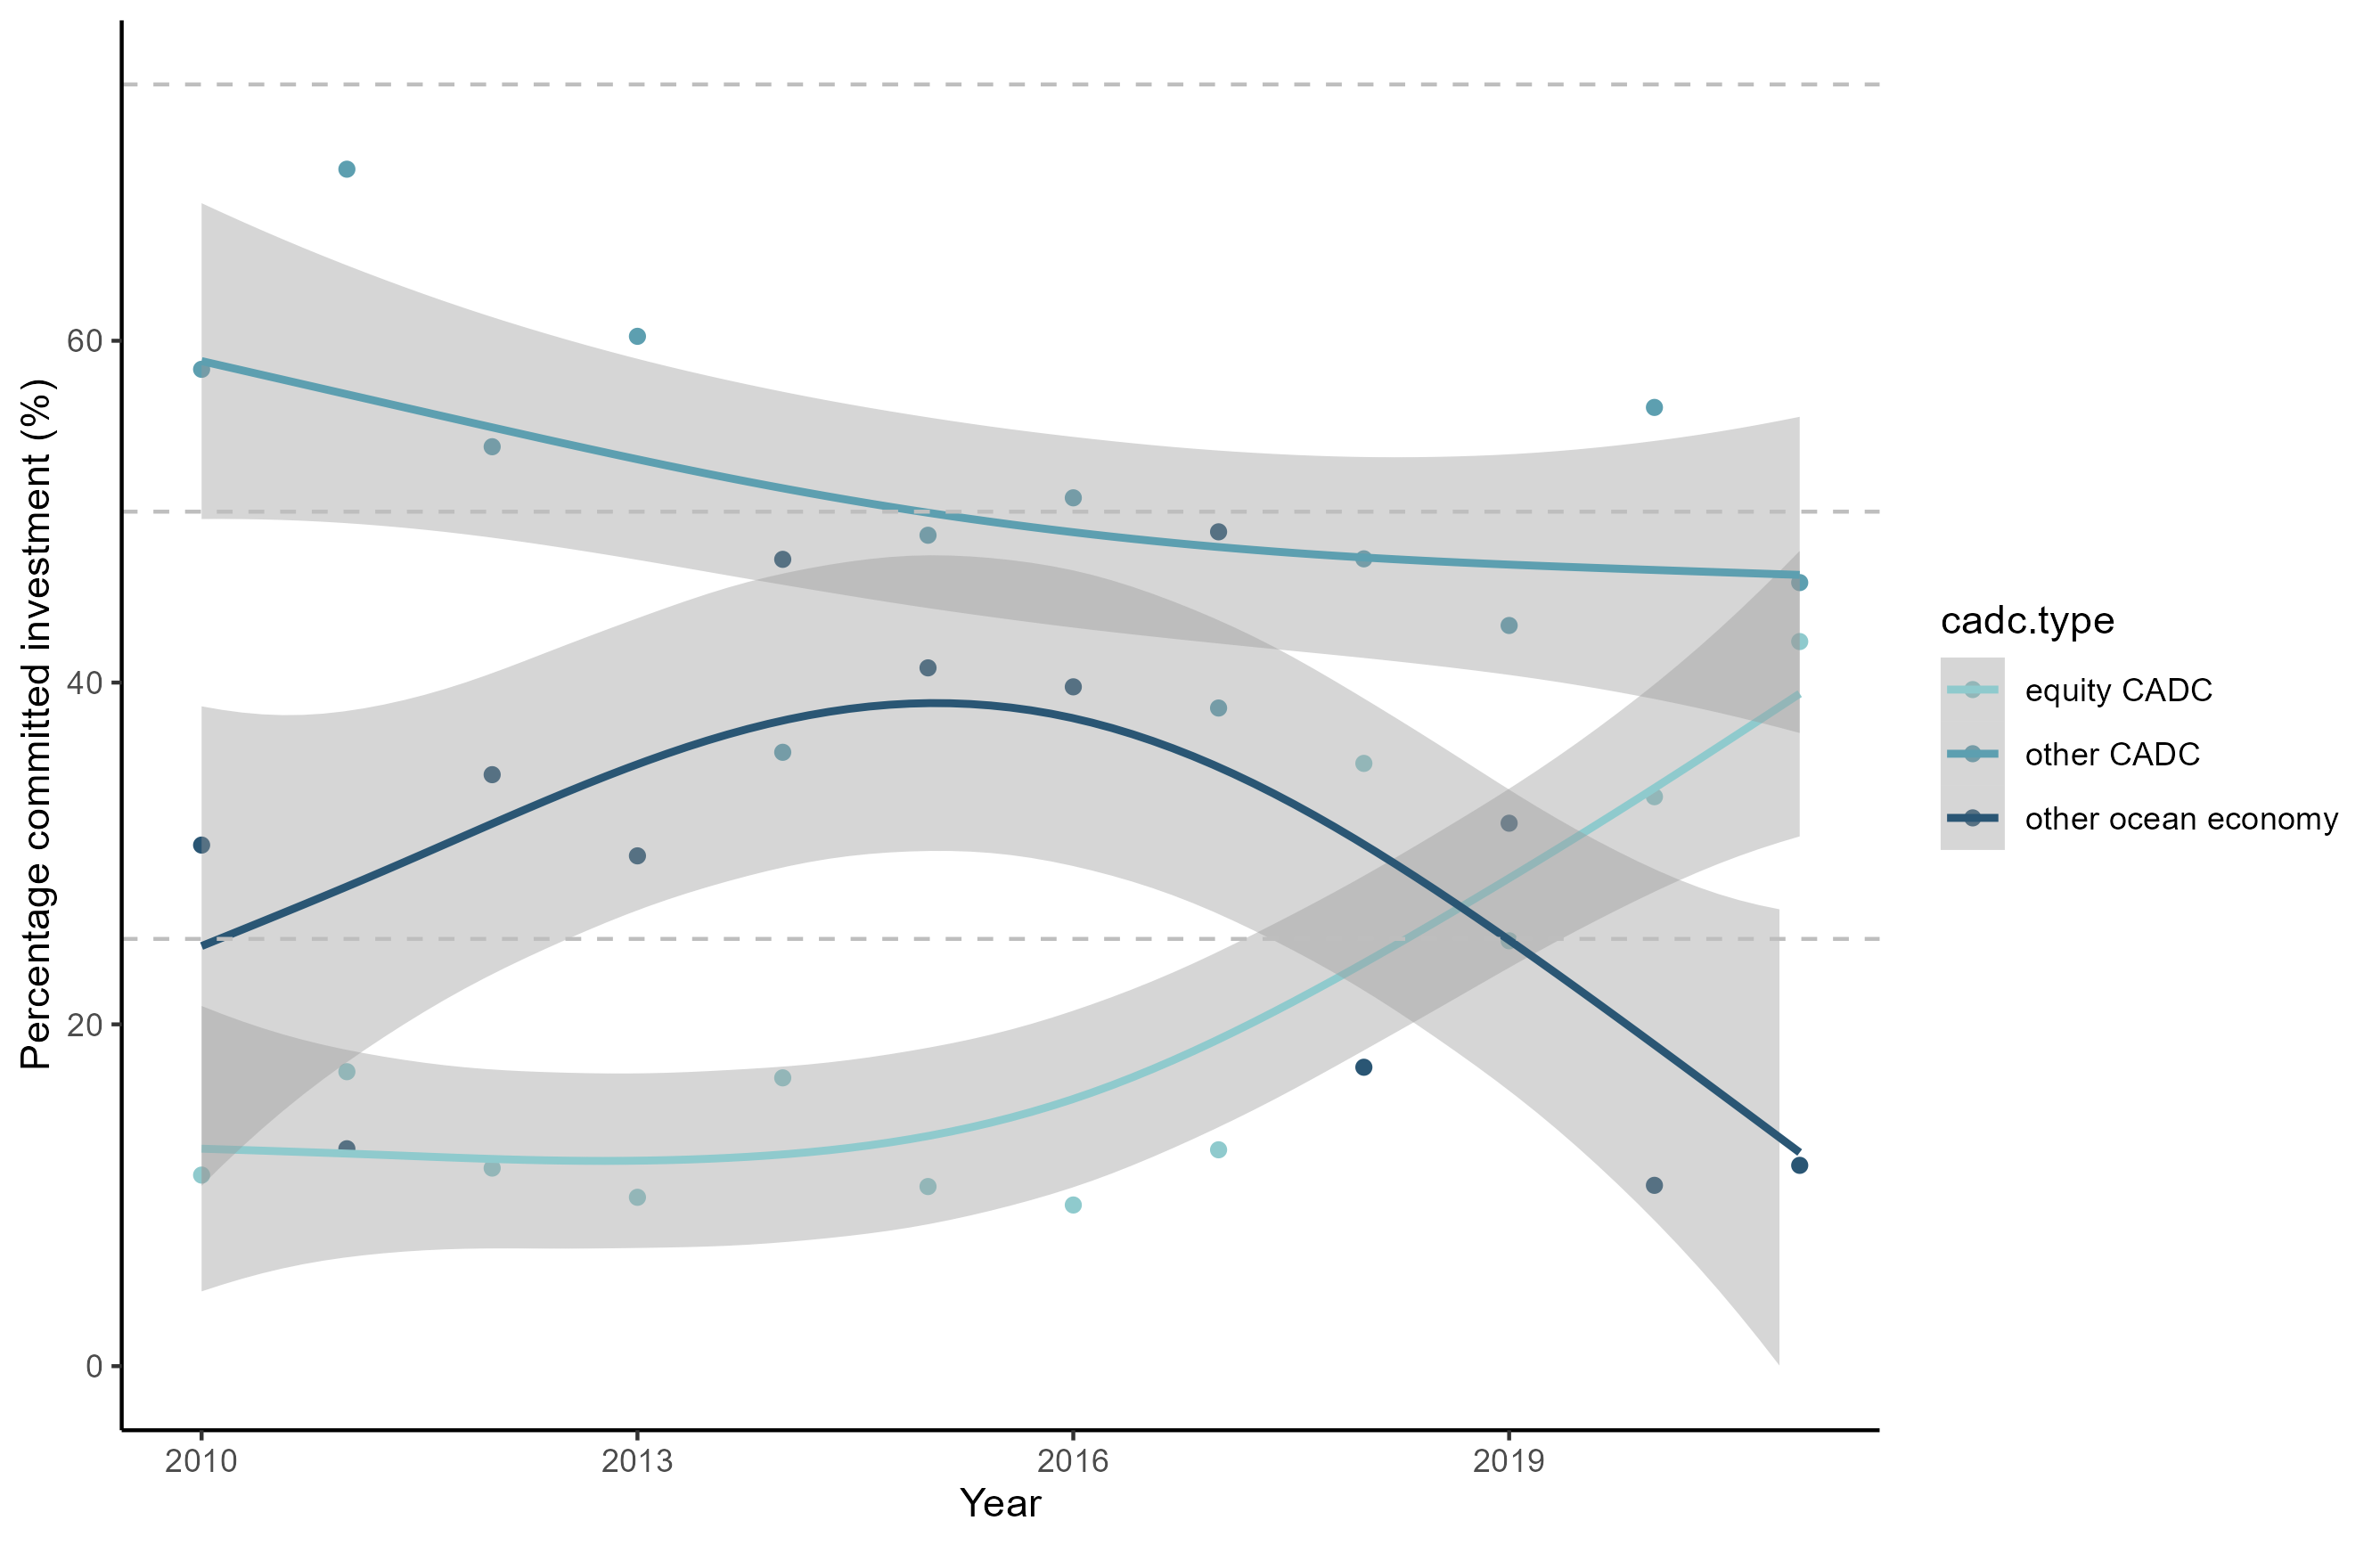 Percentage committed investment (%)
60
40
20
0
2010
2013
2016
2019
Year
cadc.type
equity CADC
other CADC
other ocean economy